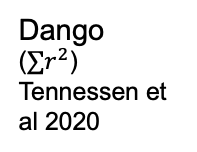 Dango
(∑r²)
Tennessen et
al 2020